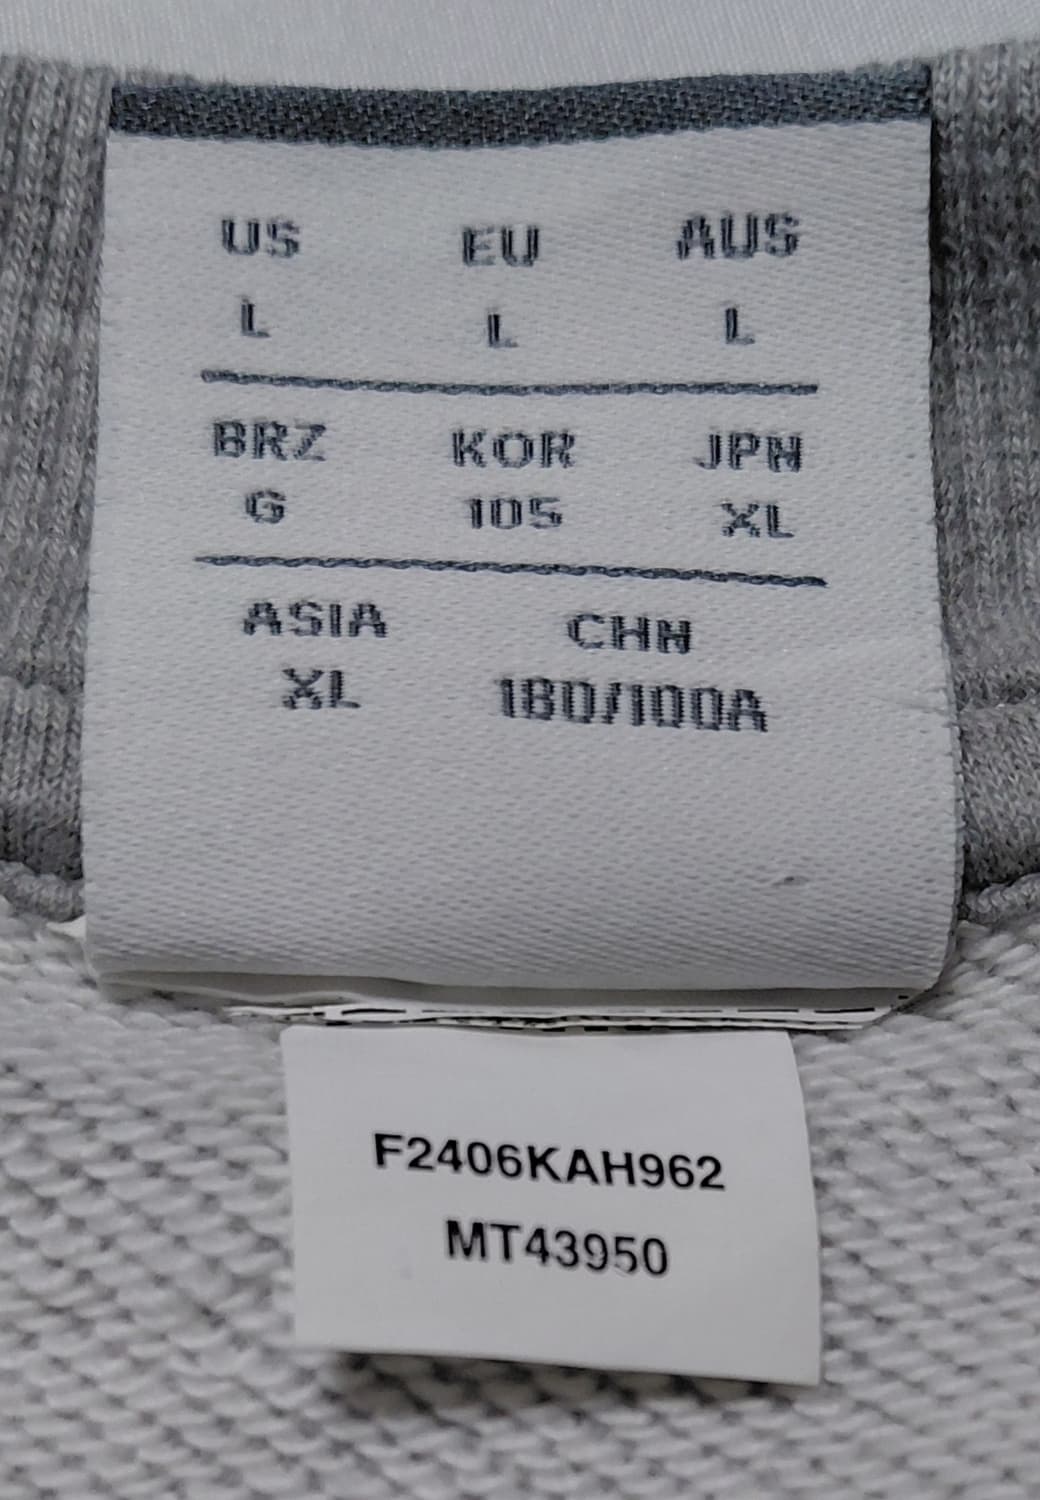 US EU AUS
L L L
BRZ KOR JPN
G 105 XL
ASIA CHN
XL 180/100A
F2406KAH962
MT43950